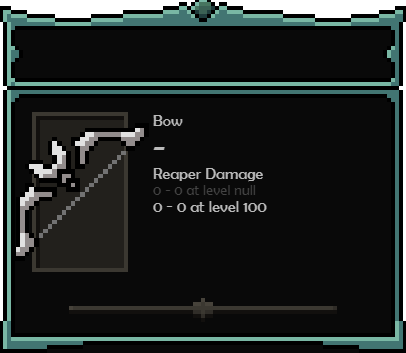 Bow
–
Reaper Damage
0 - 0 at level null
0 - 0 at level 100